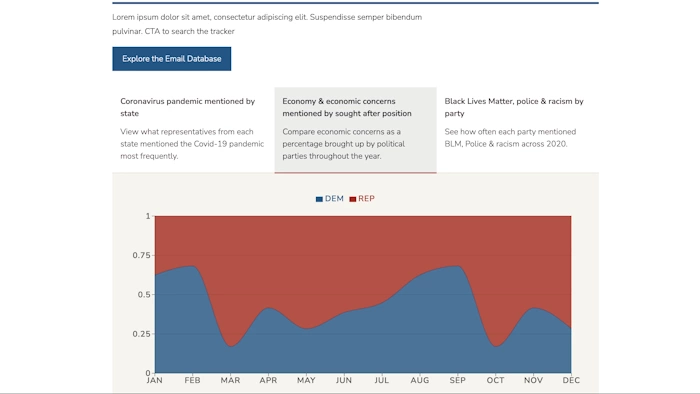 Lorem ipsum dolor sit amet, consectetur adipiscing elit. Suspendisse semper bibendum
pulvinar. CTA to search the tracker
Explore the Email Database
Coronavirus pandemic mentioned by
state
View what representatives from each
state mentioned the Covid-19 pandemic
most frequently.
Economy & economic concerns
mentioned by sought after position
Compare economic concerns as a
percentage brought up by political
parties throughout the year.
Black Lives Matter, police & racism by
party
See how often each party mentioned
BLM, Police & racism across 2020.
DEM REP
1
0.75
0.5
0.25
0
JAN FEB MAR APR MAY JUN JUL AUG SEP OCT NOV DEC